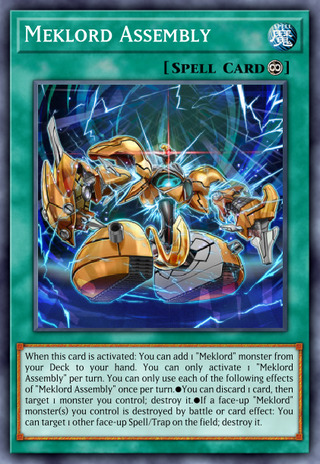 Meklord Assembly
[Spell Card]
When this card is activated: You can add 1 "Meklord" monster from
your Deck to your hand. You can only activate 1 "Meklord
Assembly" per turn. You can only use each of the following effects
of "Meklord Assembly" once per turn.●You can discard 1 card, then
target 1 monster you control; destroy it.●If a face-up "Meklord"
monster(s) you control is destroyed by battle or card effect: You
can target 1 other face-up Spell/Trap on the field; destroy it.